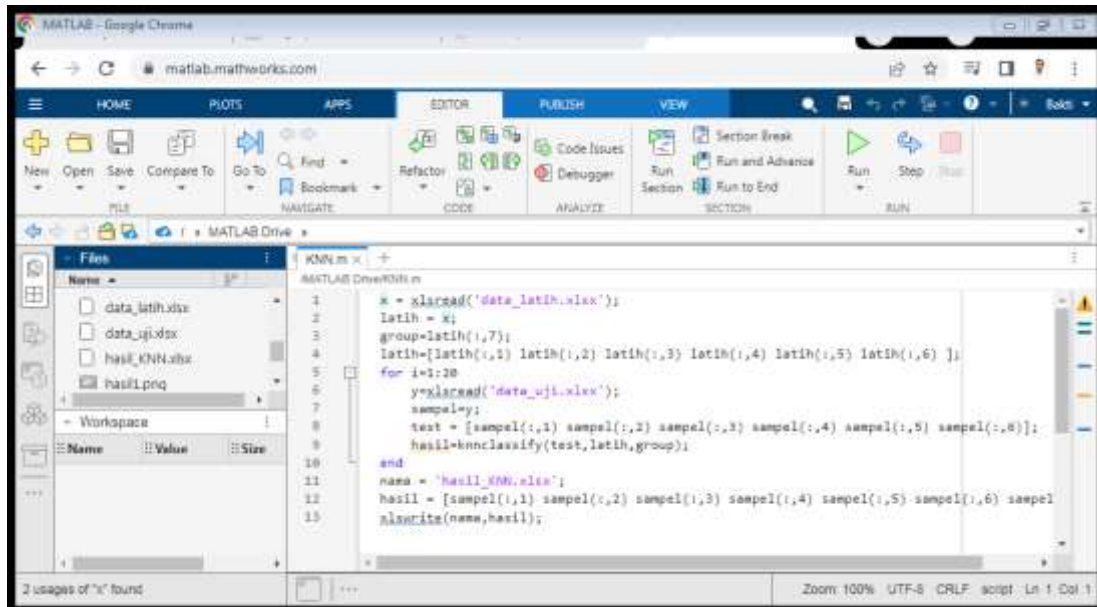 MATLAB - Google Chrome
matlab.mathworks.com
HOME PLOTS APPS EDITOR PUBLISH VIEW Bakti
New Open Save Compare To Go To Find Bookmark Refactor Code Issues Debugger Run Section Section Break Run and Advance Run to End Run Step Stop
FILE NAVIGATE CODE ANALYZE SECTION RUN
/ MATLAB Drive
Files
Name
data_latih.xlsx
data_uji.xlsx
hasil_KNN.xlsx
hasil1.png
Workspace
Name Value Size
KNN.m
/MATLAB Drive/KNN.m
1 x = xlsread('data_latih.xlsx');
2 latih = x;
3 group=latih(:,7);
4 latih=[latih(:,1) latih(:,2) latih(:,3) latih(:,4) latih(:,5) latih(:,6) ];
5 for i=1:20
6 y=xlsread('data_uji.xlsx');
7 sampel=y;
8 test = [sampel(:,1) sampel(:,2) sampel(:,3) sampel(:,4) sampel(:,5) sampel(:,6)];
9 hasil=knnclassify(test,latih,group);
10 end
11 nama = 'hasil_KNN.xlsx';
12 hasil = [sampel(:,1) sampel(:,2) sampel(:,3) sampel(:,4) sampel(:,5) sampel(:,6) sampel
13 xlswrite(nama,hasil);
2 usages of "x" found
Zoom: 100% UTF-8 CRLF script Ln 1 Col 1